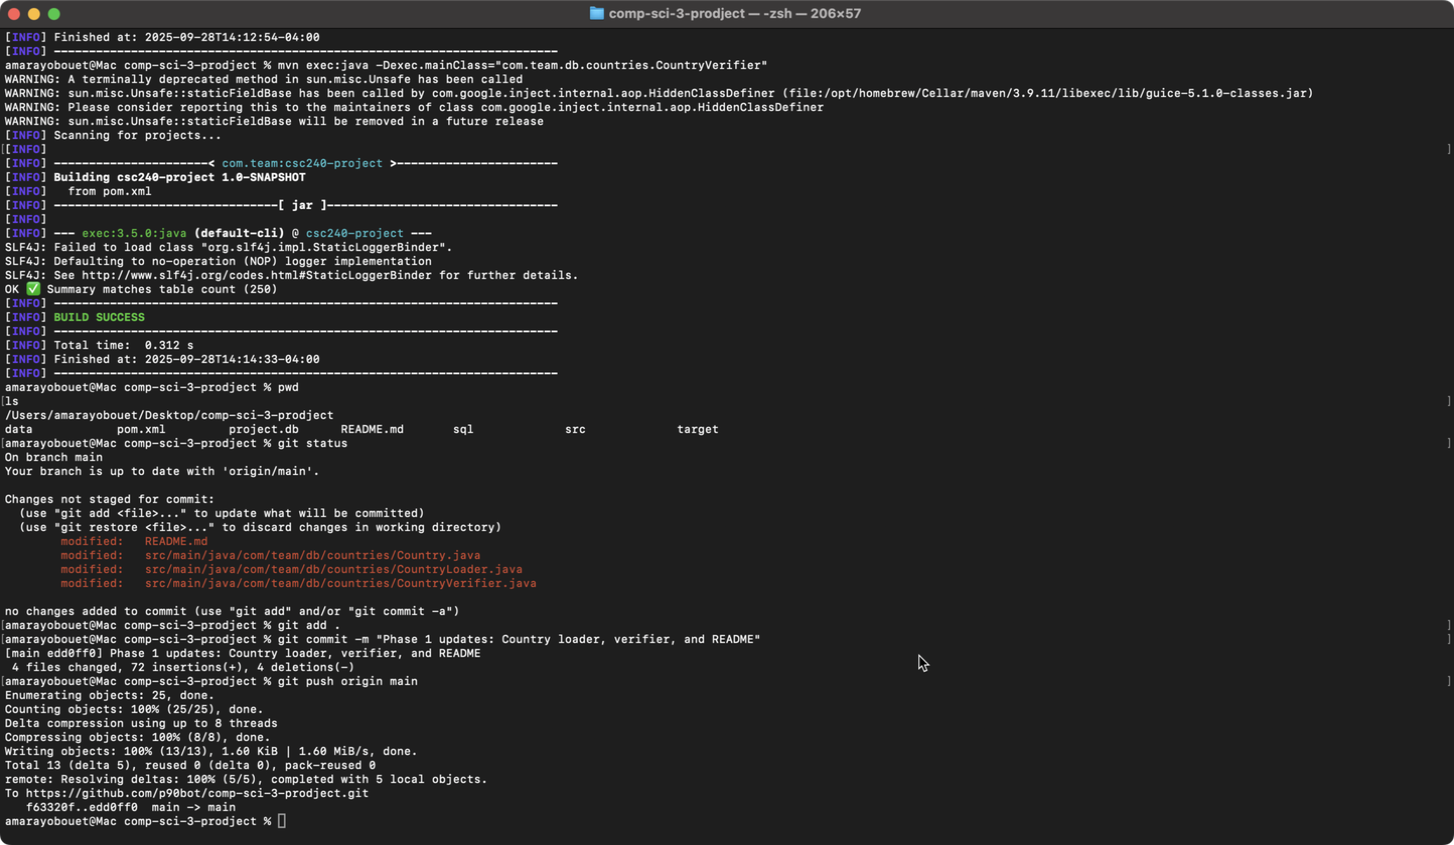 comp-sci-3-prodject — -zsh — 206×57
[INFO] Finished at: 2025-09-28T14:12:54-04:00
[INFO] ------------------------------------------------------------------------
amarayobouet@Mac comp-sci-3-prodject % mvn exec:java -Dexec.mainClass="com.team.db.countries.CountryVerifier"
WARNING: A terminally deprecated method in sun.misc.Unsafe has been called
WARNING: sun.misc.Unsafe::staticFieldBase has been called by com.google.inject.internal.aop.HiddenClassDefiner (file:/opt/homebrew/Cellar/maven/3.9.11/libexec/lib/guice-5.1.0-classes.jar)
WARNING: Please consider reporting this to the maintainers of class com.google.inject.internal.aop.HiddenClassDefiner
WARNING: sun.misc.Unsafe::staticFieldBase will be removed in a future release
[INFO] Scanning for projects...
[[INFO] ]
[INFO] ----------------------< com.team:csc240-project >-----------------------
[INFO] Building csc240-project 1.0-SNAPSHOT
[INFO]   from pom.xml
[INFO] --------------------------------[ jar ]---------------------------------
[INFO]
[INFO] --- exec:3.5.0:java (default-cli) @ csc240-project ---
SLF4J: Failed to load class "org.slf4j.impl.StaticLoggerBinder".
SLF4J: Defaulting to no-operation (NOP) logger implementation
SLF4J: See http://www.slf4j.org/codes.html#StaticLoggerBinder for further details.
OK ✅ Summary matches table count (250)
[INFO] ------------------------------------------------------------------------
[INFO] BUILD SUCCESS
[INFO] ------------------------------------------------------------------------
[INFO] Total time:  0.312 s
[INFO] Finished at: 2025-09-28T14:14:33-04:00
[INFO] ------------------------------------------------------------------------
amarayobouet@Mac comp-sci-3-prodject % pwd
[ls ]
/Users/amarayobouet/Desktop/comp-sci-3-prodject
data            pom.xml         project.db      README.md       sql             src             target
[amarayobouet@Mac comp-sci-3-prodject % git status ]
On branch main
Your branch is up to date with 'origin/main'.
Changes not staged for commit:
  (use "git add <file>..." to update what will be committed)
  (use "git restore <file>..." to discard changes in working directory)
        modified:   README.md
        modified:   src/main/java/com/team/db/countries/Country.java
        modified:   src/main/java/com/team/db/countries/CountryLoader.java
        modified:   src/main/java/com/team/db/countries/CountryVerifier.java
no changes added to commit (use "git add" and/or "git commit -a")
[amarayobouet@Mac comp-sci-3-prodject % git add . ]
[amarayobouet@Mac comp-sci-3-prodject % git commit -m "Phase 1 updates: Country loader, verifier, and README" ]
[main edd0ff0] Phase 1 updates: Country loader, verifier, and README
 4 files changed, 72 insertions(+), 4 deletions(-)
[amarayobouet@Mac comp-sci-3-prodject % git push origin main ]
Enumerating objects: 25, done.
Counting objects: 100% (25/25), done.
Delta compression using up to 8 threads
Compressing objects: 100% (8/8), done.
Writing objects: 100% (13/13), 1.60 KiB | 1.60 MiB/s, done.
Total 13 (delta 5), reused 0 (delta 0), pack-reused 0
remote: Resolving deltas: 100% (5/5), completed with 5 local objects.
To https://github.com/p90bot/comp-sci-3-prodject.git
   f63320f..edd0ff0  main -> main
amarayobouet@Mac comp-sci-3-prodject %